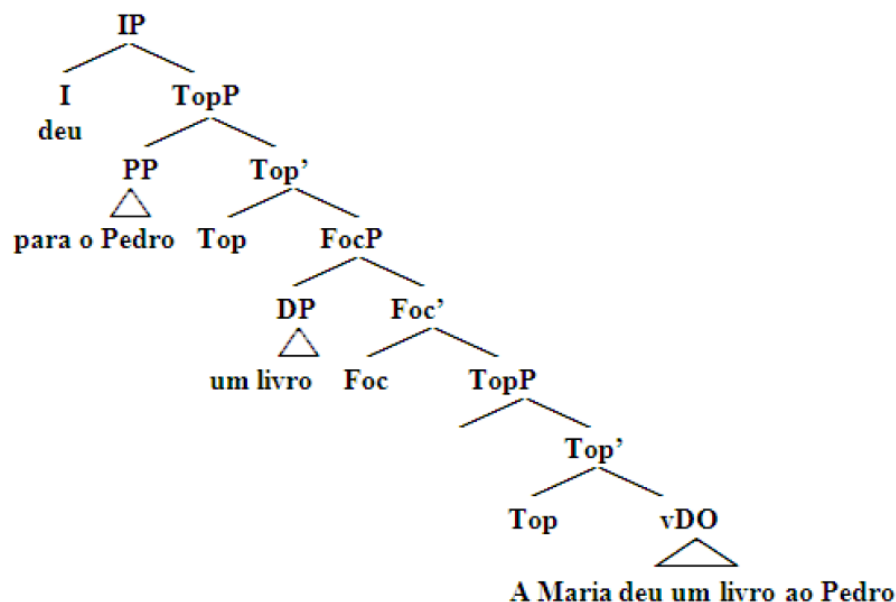 IP
I TopP
deu
PP Top’
para o Pedro Top FocP
DP Foc’
um livro Foc TopP
Top’
Top vDO
A Maria deu um livro ao Pedro